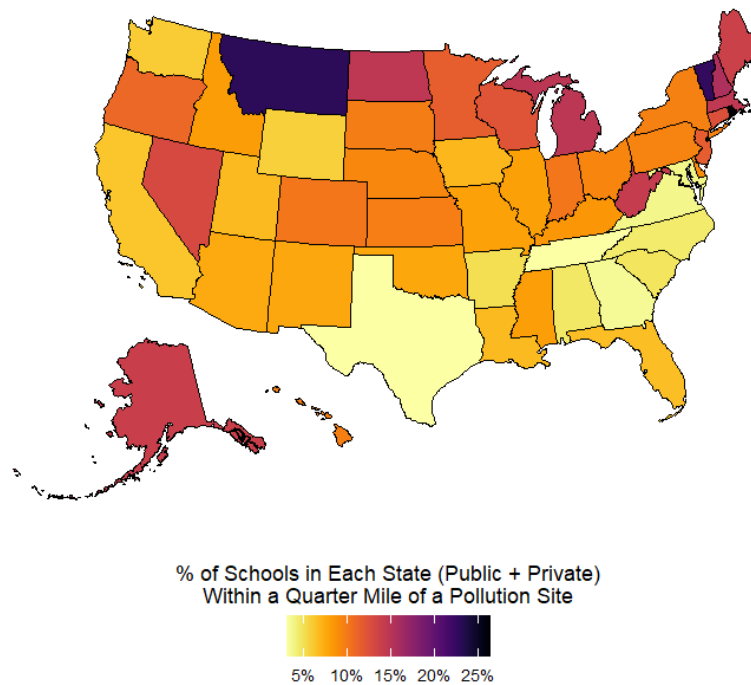 % of Schools in Each State (Public + Private)
Within a Quarter Mile of a Pollution Site
5% 10% 15% 20% 25%